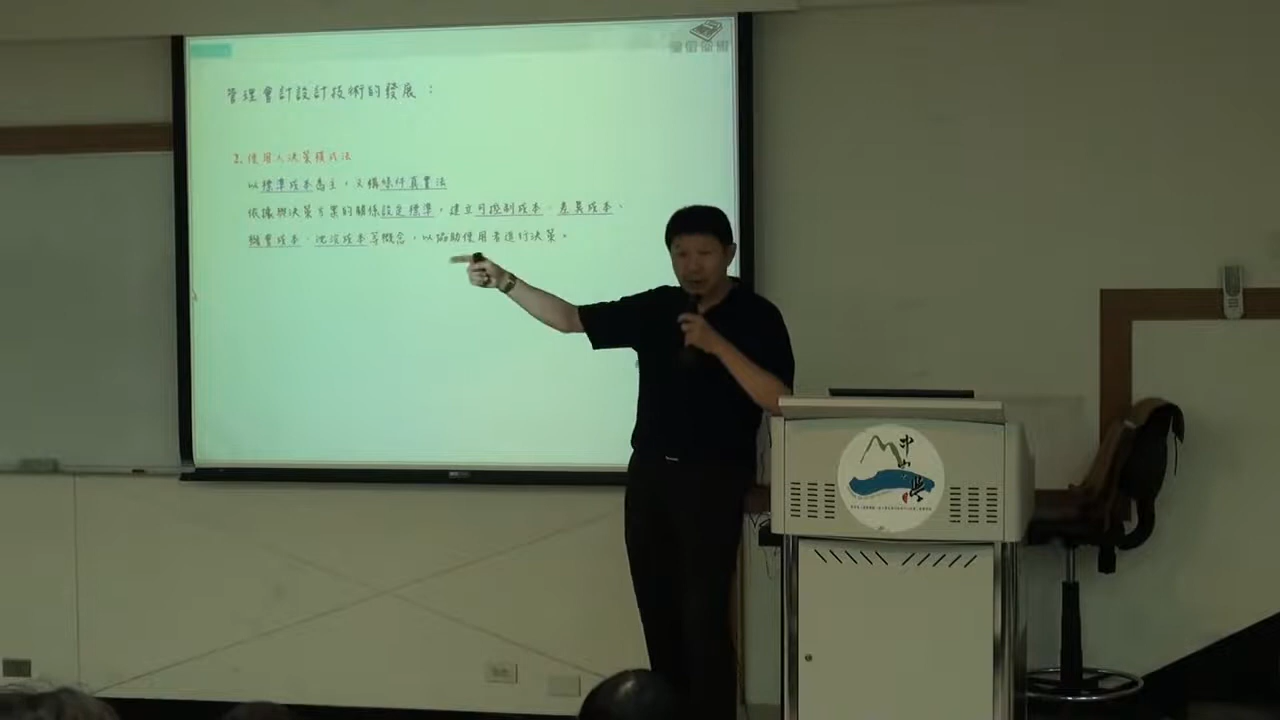 管理會計設計技術的發展：
2. 使用人決策模式法
以標準成本為主，又稱條件真實法
依據與決策方案的關係設定標準，建立可控制成本、差異成本、
機會成本、沈沒成本等概念，以協助使用者進行決策。
中山學